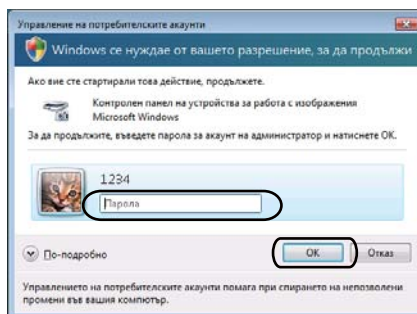 Управление на потребителските акаунти
Windows се нуждае от вашето разрешение, за да продължи
Ако вие сте стартирали това действие, продължете.
Контролен панел на устройства за работа с изображения
Microsoft Windows
За да продължите, въведете парола за акаунт на администратор и натиснете OK.
1234
Парола
По-подробно
OK
Отказ
Управлението на потребителските акаунти помага при спирането на непозволени
промени във вашия компютър.